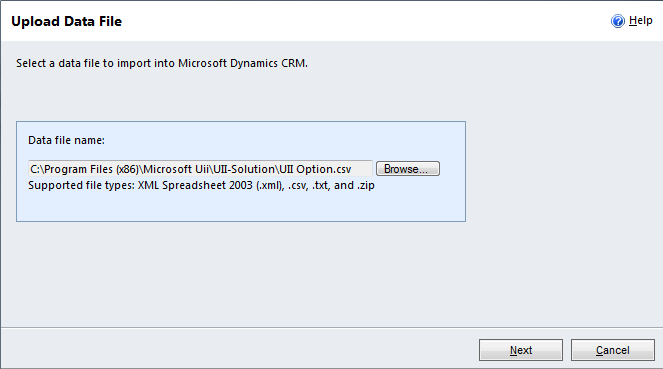 Upload Data File
Help
Select a data file to import into Microsoft Dynamics CRM.
Data file name:
C:\Program Files (x86)\Microsoft Uii\UII-Solution\UII Option.csv
Browse...
Supported file types: XML Spreadsheet 2003 (.xml), .csv, .txt, and .zip
Next
Cancel